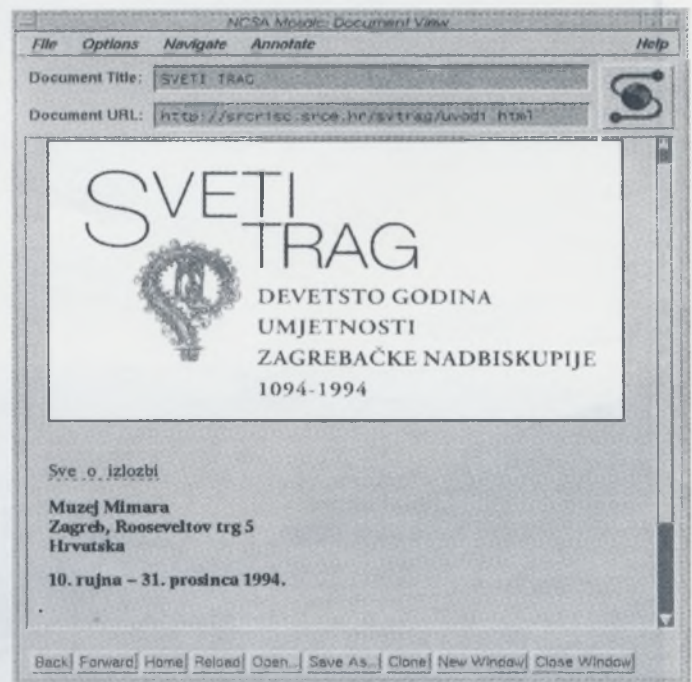 NCSA Mosaic: Document View
File Options Navigate Annotate Help
Document Title: SVETI TRAG
Document URL: http://srcrisc.srce.hr/svtrag/uvod1.html
SVETI
TRAG
DEVETSTO GODINA
UMJETNOSTI
ZAGREBAČKE NADBISKUPIJE
1094-1994
Sve o izlozbi
Muzej Mimara
Zagreb, Rooseveltov trg 5
Hrvatska
10. rujna – 31. prosinca 1994.
Back Forward Home Reload Open... Save As... Clone New Window Close Window